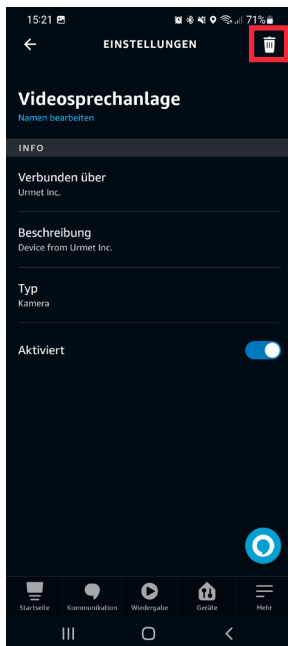 15:21 71%
EINSTELLUNGEN
Videosprechanlage
Namen bearbeiten
INFO
Verbunden über
Urmet Inc.
Beschreibung
Device from Urmet Inc.
Typ
Kamera
Aktiviert
Startseite Kommunikation Wiedergabe Geräte Mehr